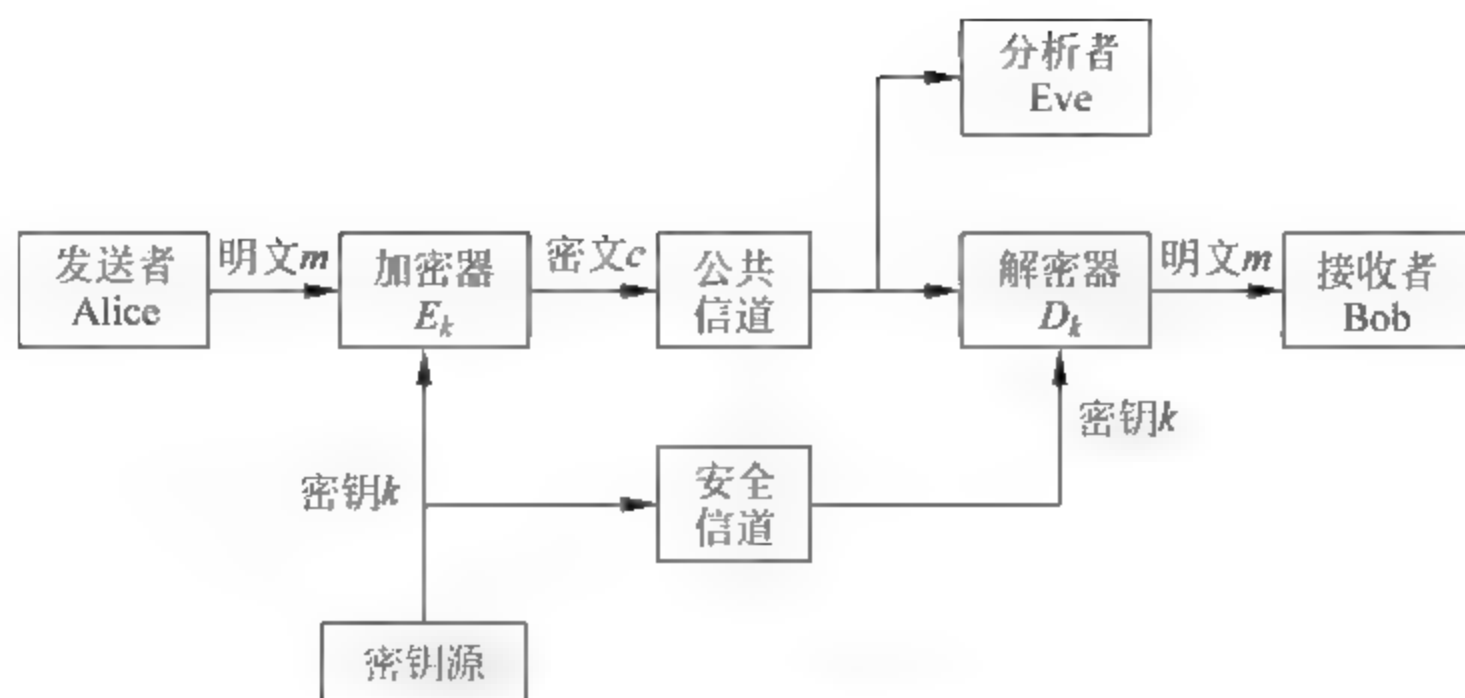 分析者
Eve
发送者
Alice
明文m
加密器
Ek
密文c
公共
信道
解密器
Dk
明文m
接收者
Bob
密钥k
安全
信道
密钥k
密钥源